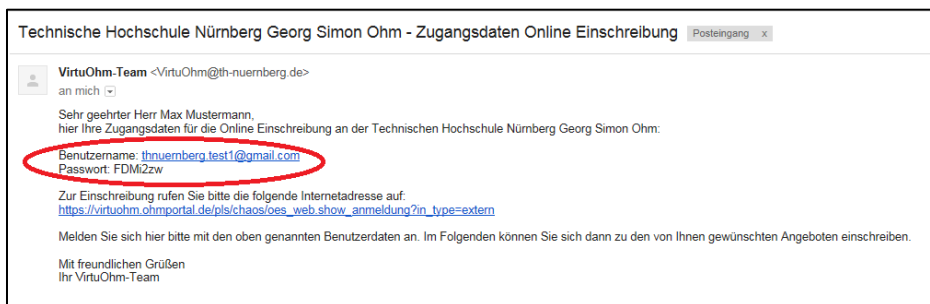 Technische Hochschule Nürnberg Georg Simon Ohm - Zugangsdaten Online Einschreibung Posteingang x
VirtuOhm-Team <VirtuOhm@th-nuernberg.de>
an mich
Sehr geehrter Herr Max Mustermann,
hier Ihre Zugangsdaten für die Online Einschreibung an der Technischen Hochschule Nürnberg Georg Simon Ohm:
Benutzername: thnuernberg.test1@gmail.com
Passwort: FDMi2zw
Zur Einschreibung rufen Sie bitte die folgende Internetadresse auf:
https://virtuohm.ohmportal.de/pls/chaos/oes_web.show_anmeldung?in_type=extern
Melden Sie sich hier bitte mit den oben genannten Benutzerdaten an. Im Folgenden können Sie sich dann zu den von Ihnen gewünschten Angeboten einschreiben.
Mit freundlichen Grüßen
Ihr VirtuOhm-Team